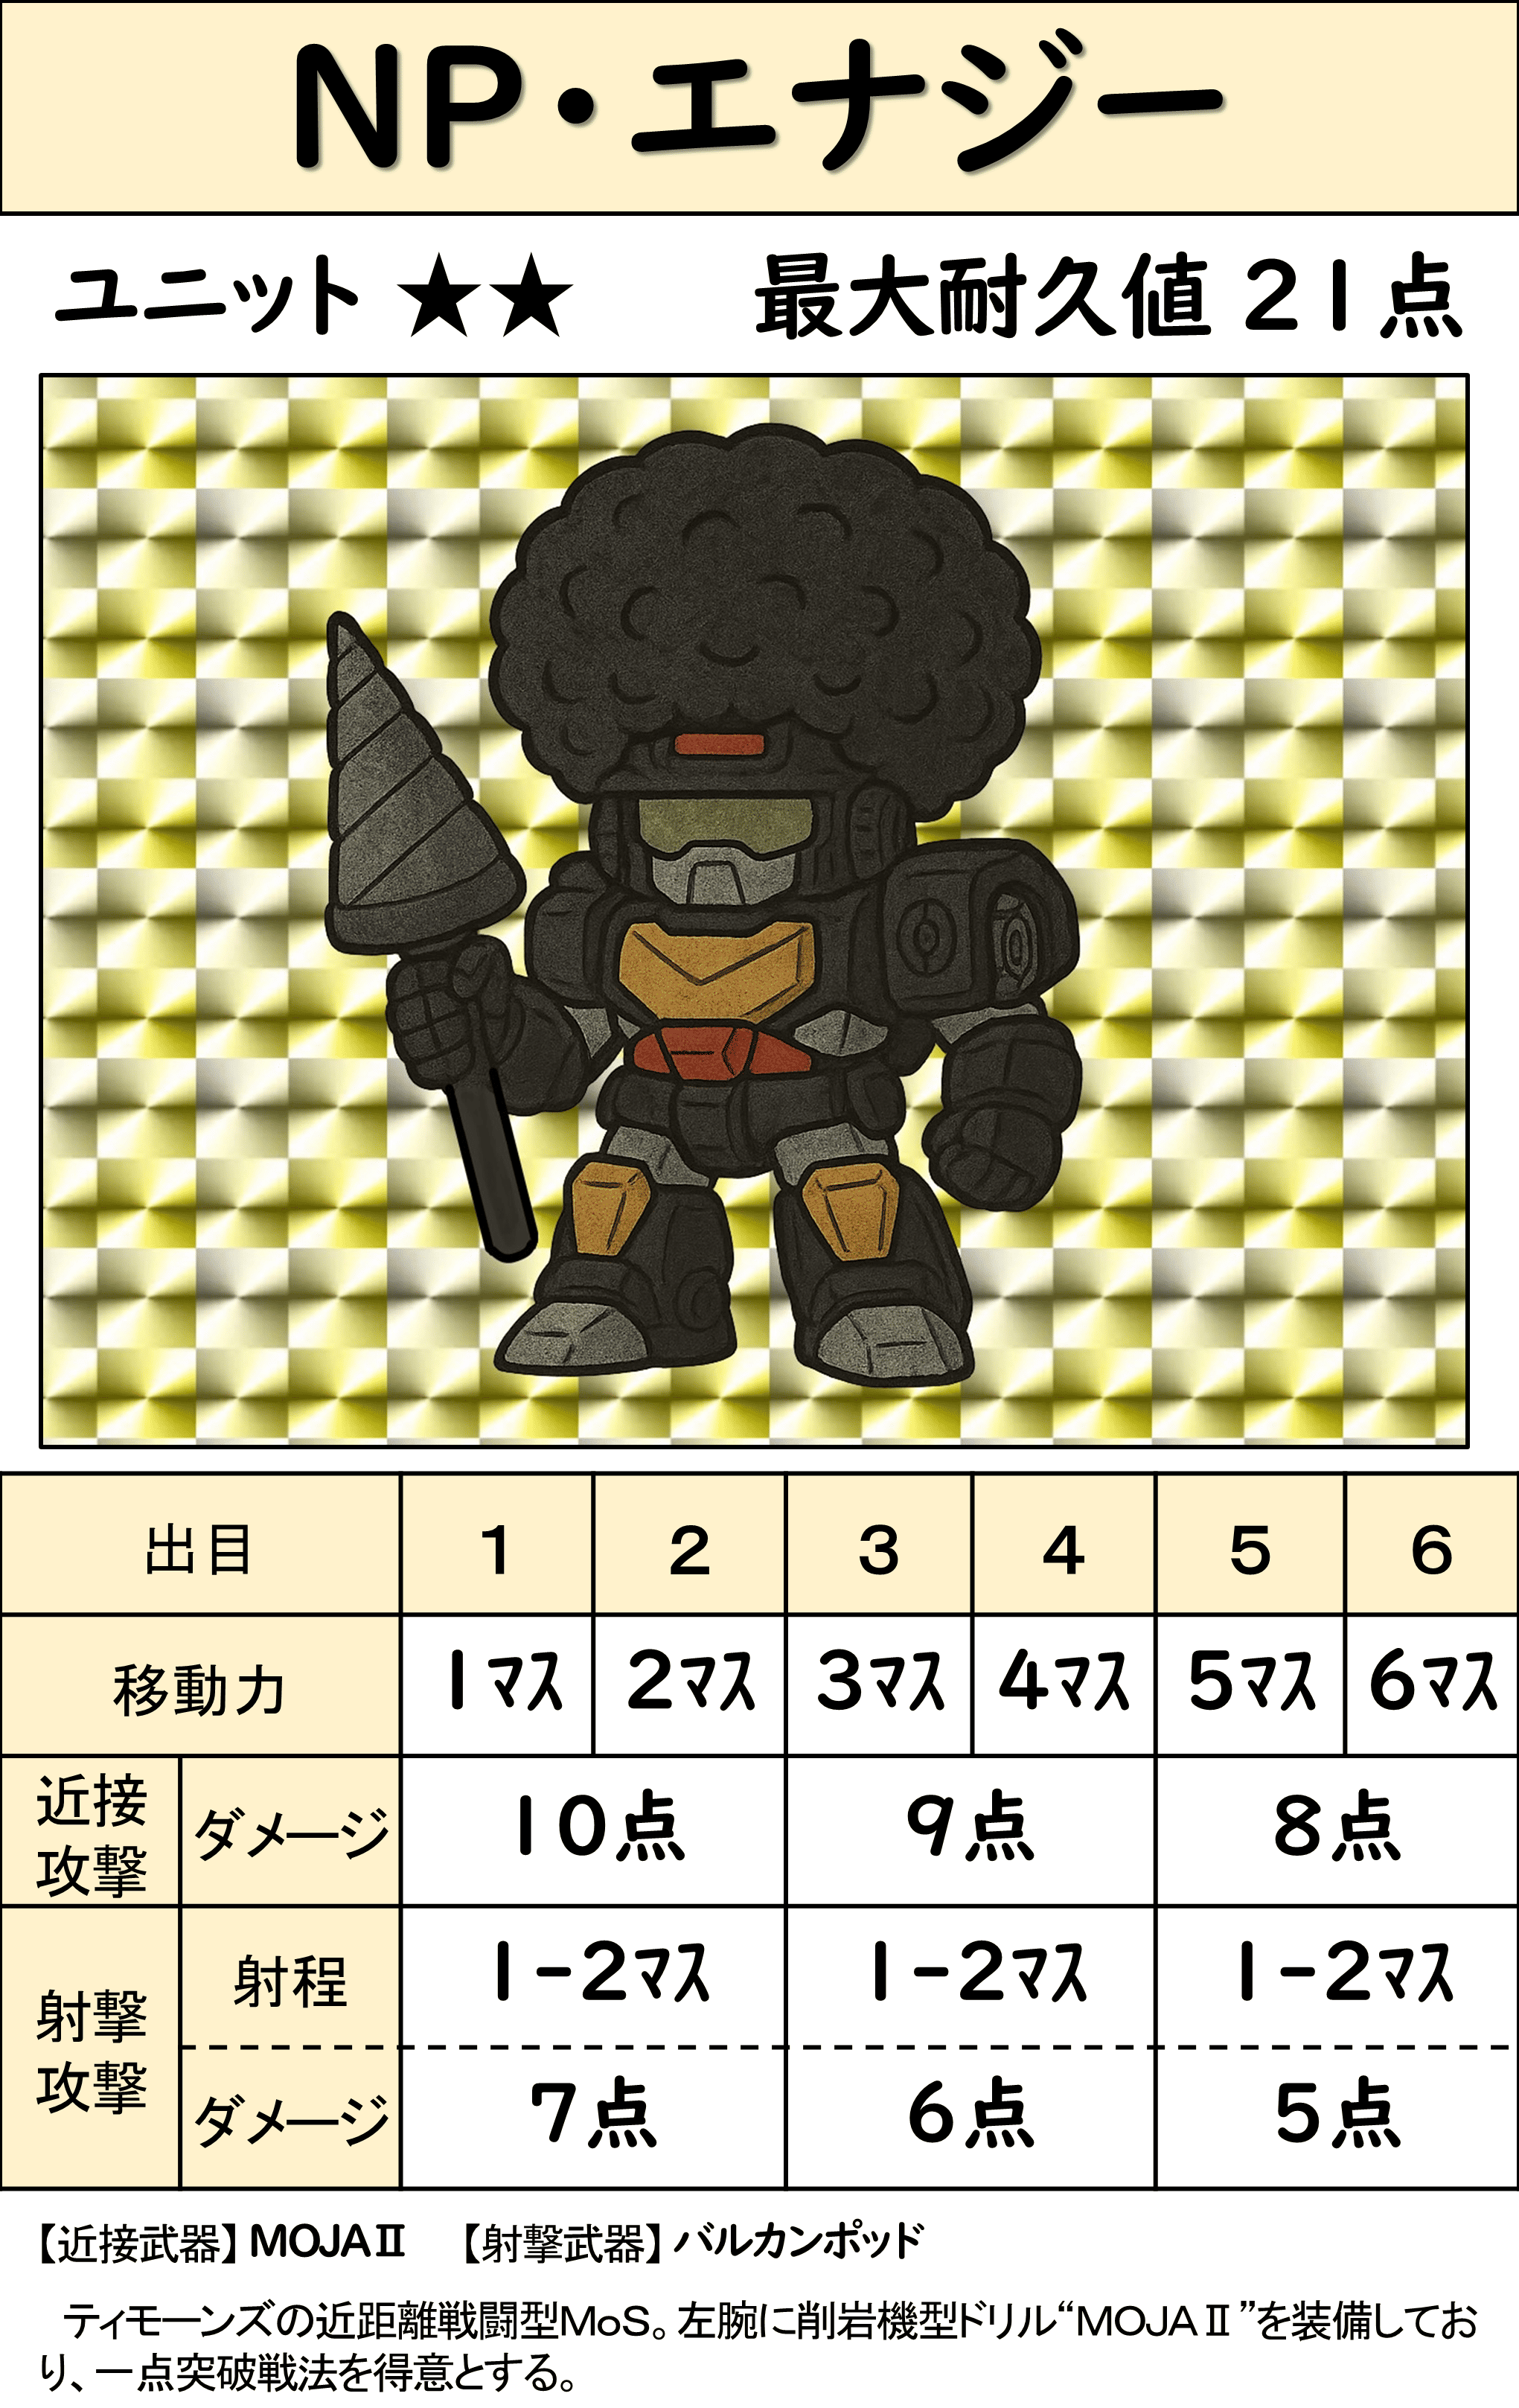 NP・エナジー
ユニット ★★ 最大耐久値 21点
出目 1 2 3 4 5 6
移動力 1マス 2マス 3マス 4マス 5マス 6マス
近接攻撃 ダメージ 10点 9点 8点
射撃攻撃 射程 1-2マス 1-2マス 1-2マス
ダメージ 7点 6点 5点
【近接武器】MOJAⅡ 【射撃武器】バルカンポッド
ティモーンズの近距離戦闘型MoS。左腕に削岩機型ドリル“MOJAⅡ”を装備してお
り、一点突破戦法を得意とする。